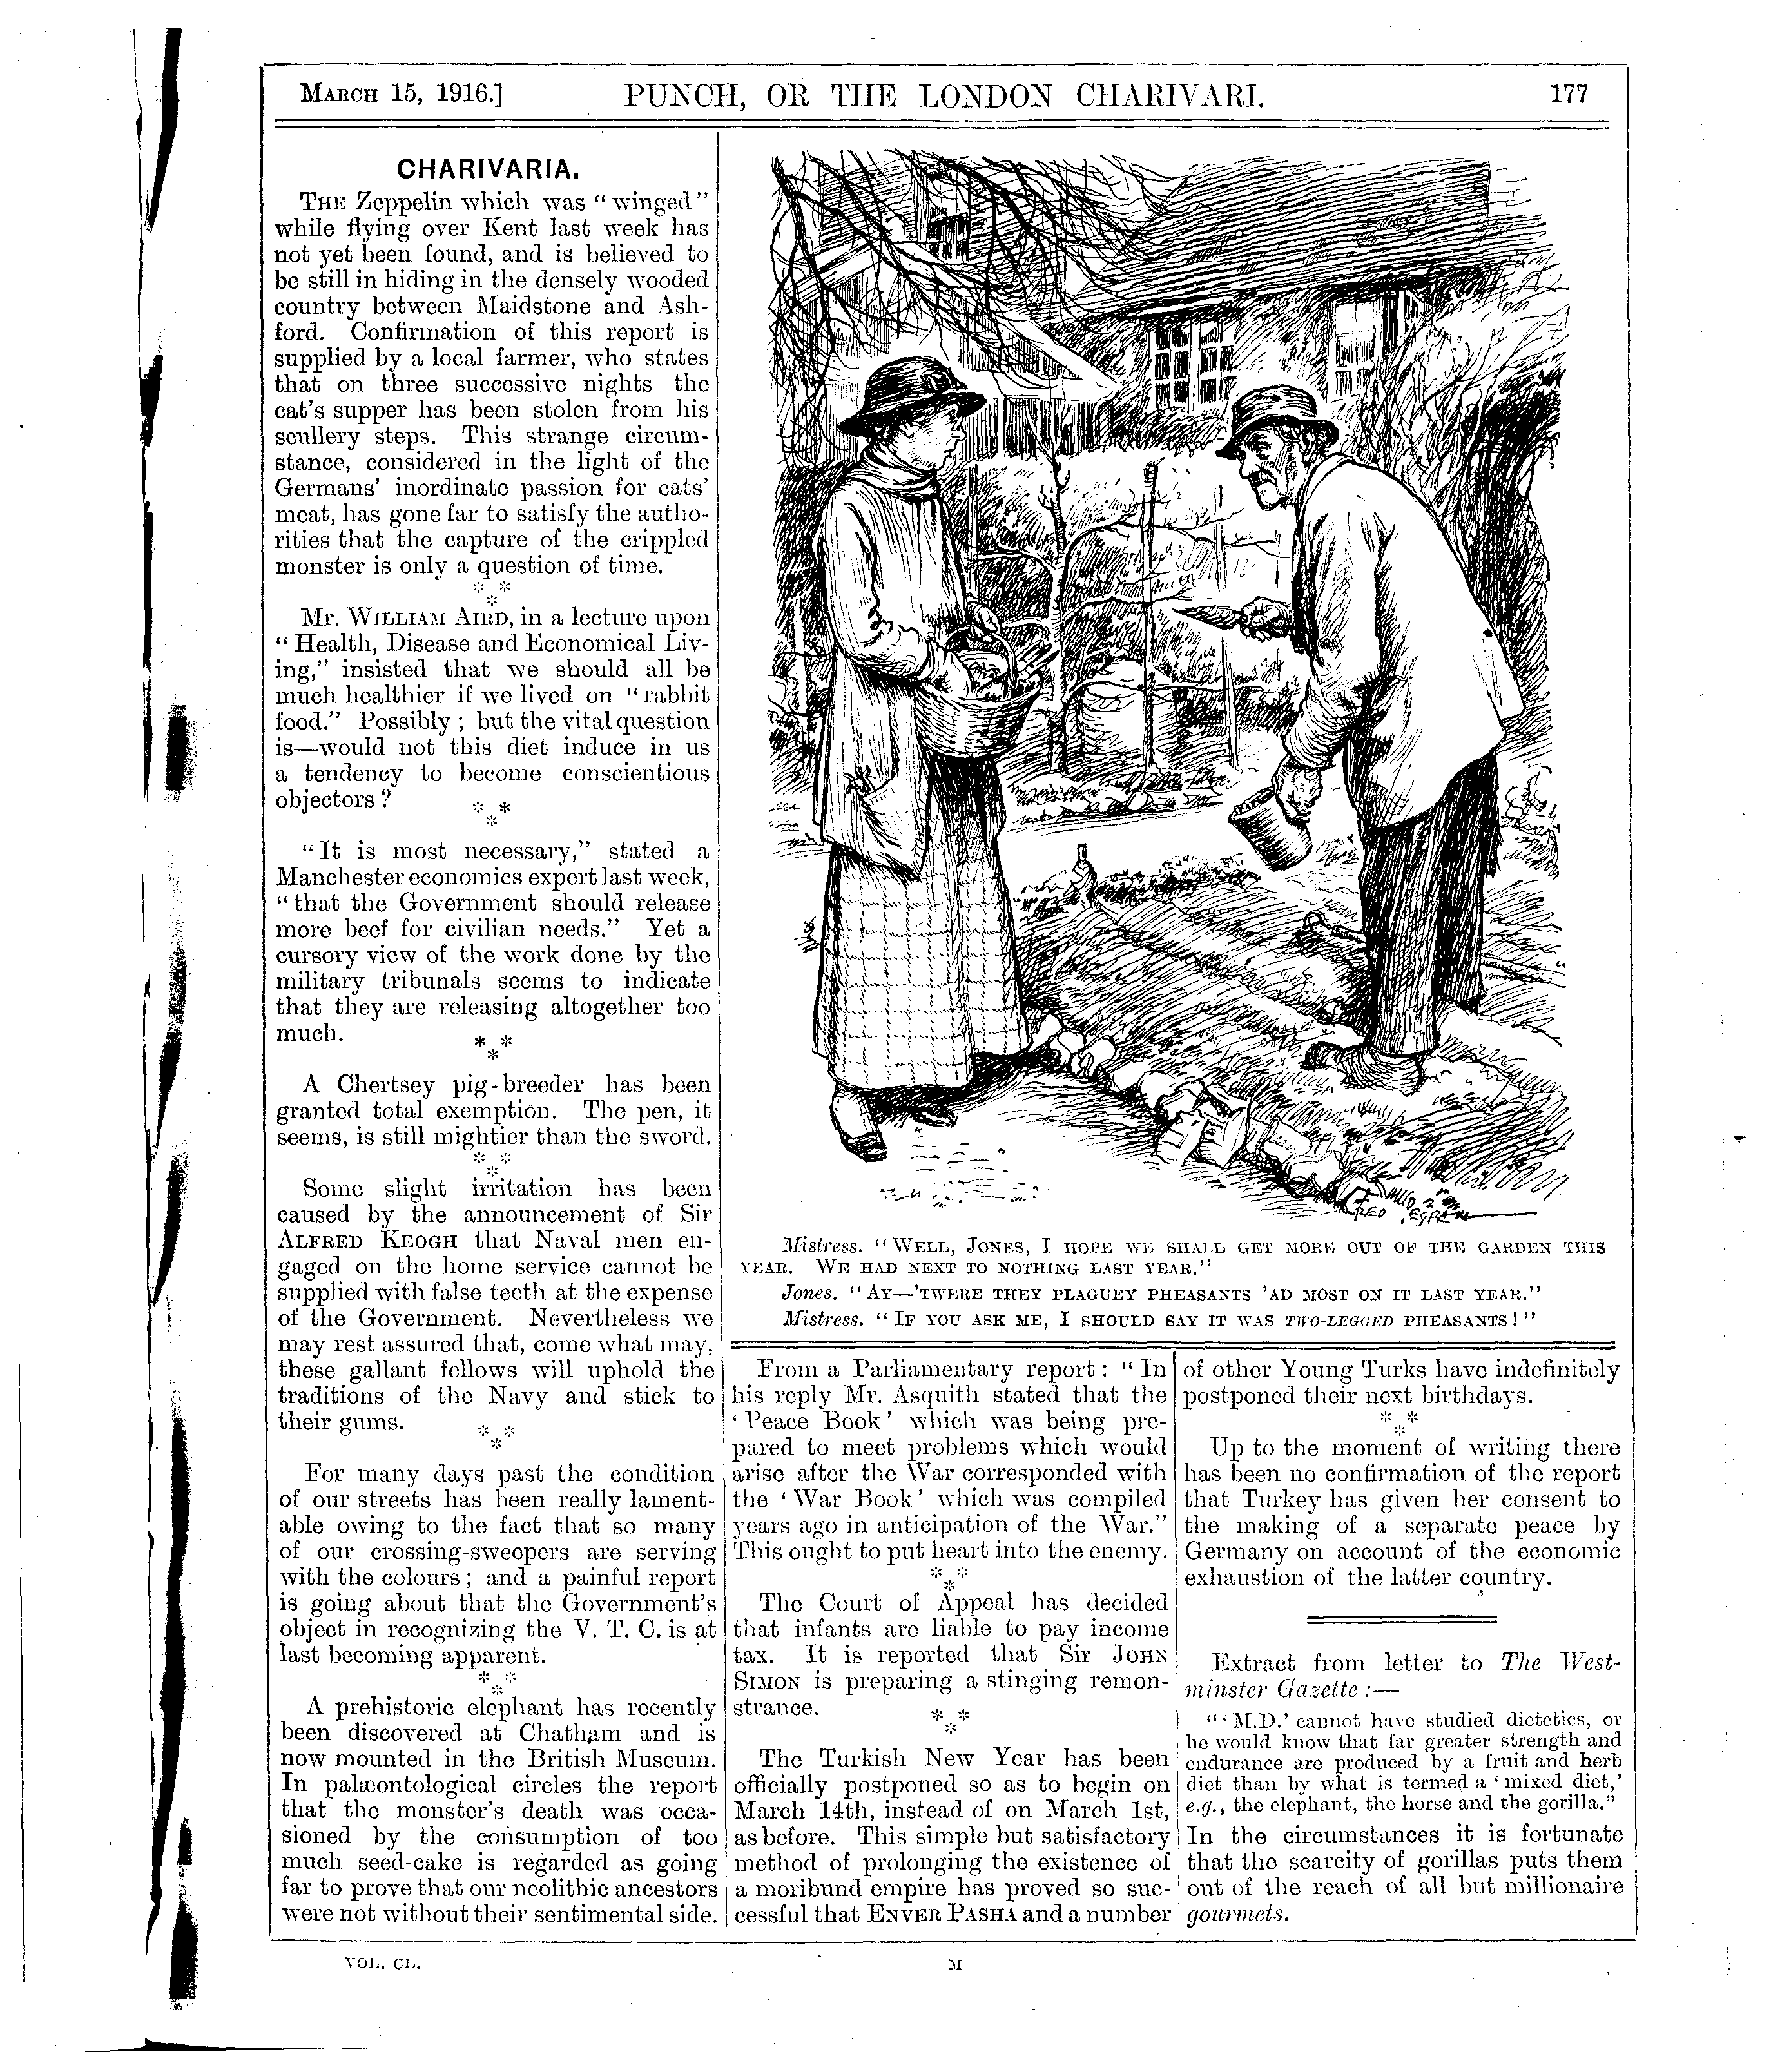 MARCH 15, 1916.] PUNCH, OR THE LONDON CHARIVARI. 177
CHARIVARIA.
THE Zeppelin which was "winged"
while flying over Kent last week has
not yet been found, and is believed to
be still in hiding in the densely wooded
country between Maidstone and Ash-
ford. Confirmation of this report is
supplied by a local farmer, who states
that on three successive nights the
cat's supper has been stolen from his
scullery steps. This strange circum-
stance, considered in the light of the
Germans' inordinate passion for cats'
meat, has gone far to satisfy the autho-
rities that the capture of the crippled
monster is only a question of time.
* *
*
Mr. WILLIAM AIRD, in a lecture upon
"Health, Disease and Economical Liv-
ing," insisted that we should all be
much healthier if we lived on "rabbit
food." Possibly; but the vital question
is—would not this diet induce in us
a tendency to become conscientious
objectors?
* *
*
"It is most necessary," stated a
Manchester economics expert last week,
"that the Government should release
more beef for civilian needs." Yet a
cursory view of the work done by the
military tribunals seems to indicate
that they are releasing altogether too
much.
* *
*
A Chertsey pig-breeder has been
granted total exemption. The pen, it
seems, is still mightier than the sword.
* *
*
Some slight irritation has been
caused by the announcement of Sir
ALFRED KEOGH that Naval men en-
gaged on the home service cannot be
supplied with false teeth at the expense
of the Government. Nevertheless we
may rest assured that, come what may,
these gallant fellows will uphold the
traditions of the Navy and stick to
their gums.
* *
*
For many days past the condition
of our streets has been really lament-
able owing to the fact that so many
of our crossing-sweepers are serving
with the colours; and a painful report
is going about that the Government's
object in recognizing the V. T. C. is at
last becoming apparent.
* *
*
A prehistoric elephant has recently
been discovered at Chatham and is
now mounted in the British Museum.
In palæontological circles the report
that the monster's death was occa-
sioned by the consumption of too
much seed-cake is regarded as going
far to prove that our neolithic ancestors
were not without their sentimental side.
GEO MORROW
Mistress. "WELL, JONES, I HOPE WE SHALL GET MORE OUT OF THE GARDEN THIS
YEAR. WE HAD NEXT TO NOTHING LAST YEAR."
Jones. "AY—'TWERE THEY PLAGUEY PHEASANTS 'AD MOST ON IT LAST YEAR."
Mistress. "IF YOU ASK ME, I SHOULD SAY IT WAS TWO-LEGGED PHEASANTS!"
From a Parliamentary report: "In
his reply Mr. Asquith stated that the
'Peace Book' which was being pre-
pared to meet problems which would
arise after the War corresponded with
the 'War Book' which was compiled
years ago in anticipation of the War."
This ought to put heart into the enemy.
* *
*
The Court of Appeal has decided
that infants are liable to pay income
tax. It is reported that Sir JOHN
SIMON is preparing a stinging remon-
strance.
* *
*
The Turkish New Year has been
officially postponed so as to begin on
March 14th, instead of on March 1st,
as before. This simple but satisfactory
method of prolonging the existence of
a moribund empire has proved so suc-
cessful that ENVER PASHA and a number
of other Young Turks have indefinitely
postponed their next birthdays.
* *
*
Up to the moment of writing there
has been no confirmation of the report
that Turkey has given her consent to
the making of a separate peace by
Germany on account of the economic
exhaustion of the latter country.
Extract from letter to The West-
minster Gazette:—
"'M.D.' cannot have studied dietetics, or
he would know that far greater strength and
endurance are produced by a fruit and herb
diet than by what is termed a 'mixed diet,'
e.g., the elephant, the horse and the gorilla."
In the circumstances it is fortunate
that the scarcity of gorillas puts them
out of the reach of all but millionaire
gourmets.
VOL. CL. M